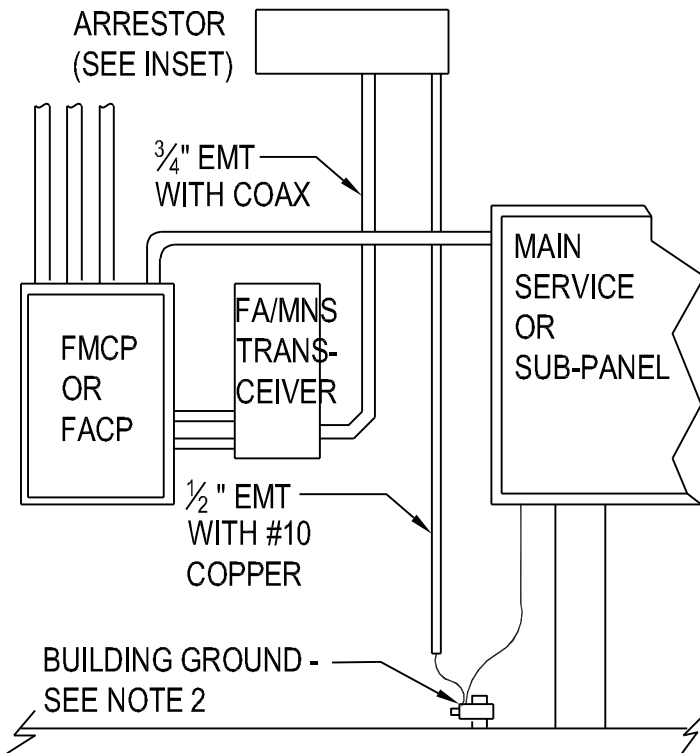 ARRESTOR
(SEE INSET)
¾" EMT
WITH COAX
MAIN
SERVICE
OR
SUB-PANEL
FA/MNS
TRANS-
CEIVER
FMCP
OR
FACP
½ " EMT
WITH #10
COPPER
BUILDING GROUND -
SEE NOTE 2